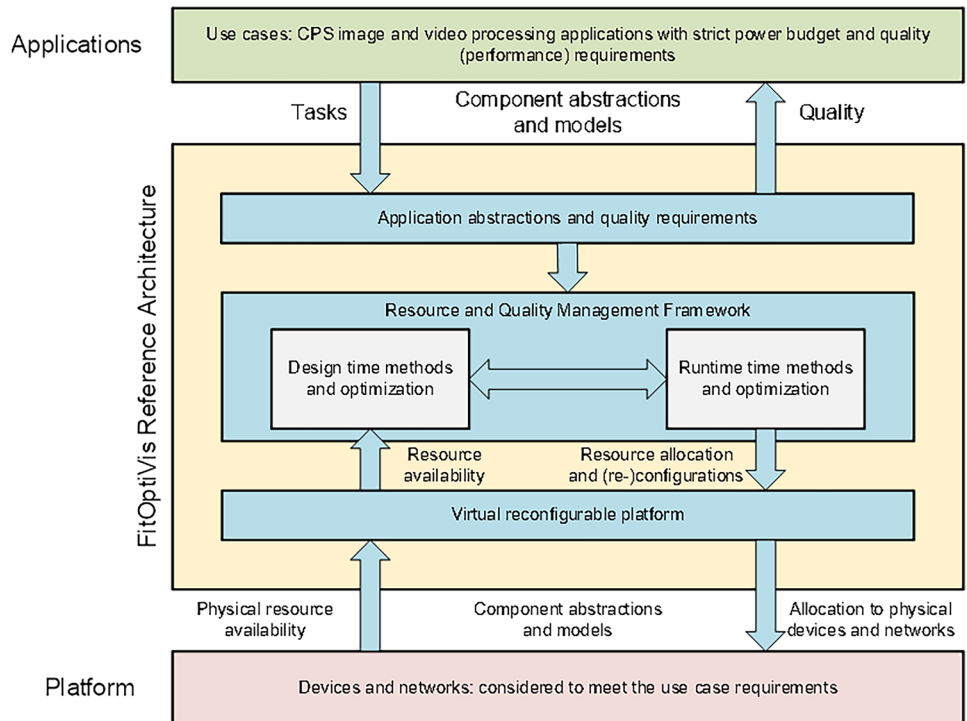 Applications
Use cases: CPS image and video processing applications with strict power budget and quality
(performance) requirements
Tasks
Component abstractions
and models
Quality
FitOptiVis Reference Architecture
Application abstractions and quality requirements
Resource and Quality Management Framework
Design time methods
and optimization
Runtime time methods
and optimization
Resource
availability
Resource allocation
and (re-)configurations
Virtual reconfigurable platform
Physical resource
availability
Component abstractions
and models
Allocation to physical
devices and networks
Platform
Devices and networks: considered to meet the use case requirements